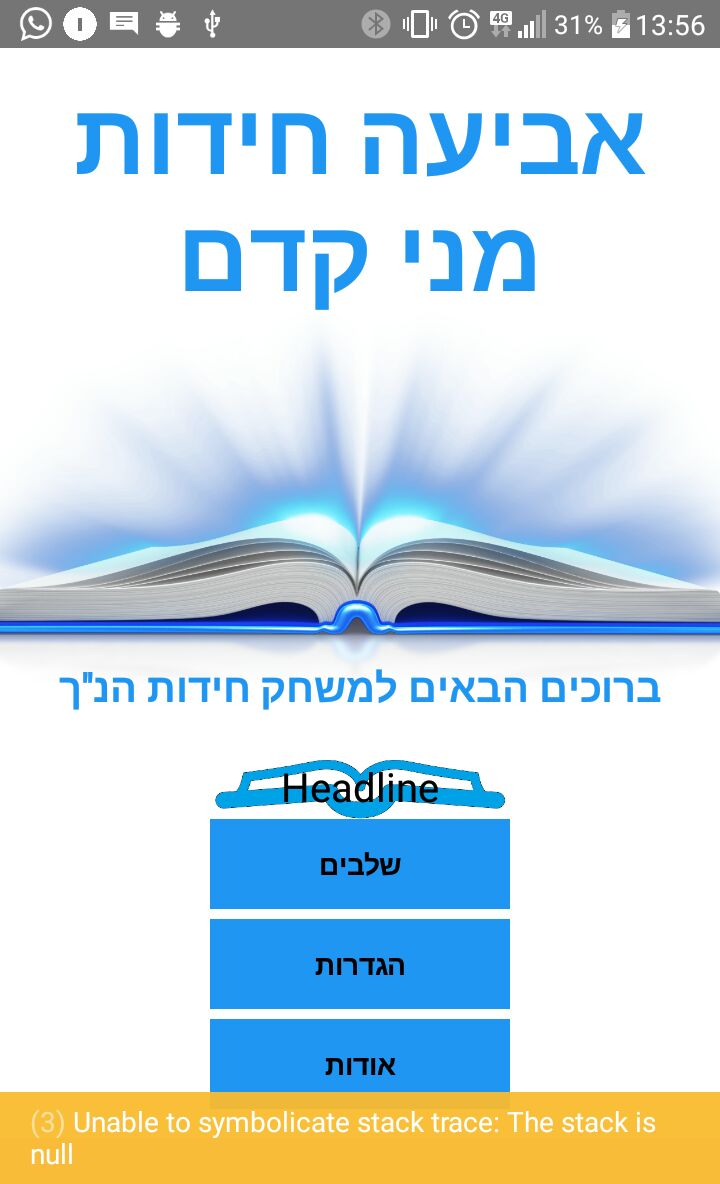 4G 31% 13:56
אביעה חידות
מני קדם
ברוכים הבאים למשחק חידות הנ"ך
Headline
שלבים
הגדרות
אודות
(3) Unable to symbolicate stack trace: The stack is
null